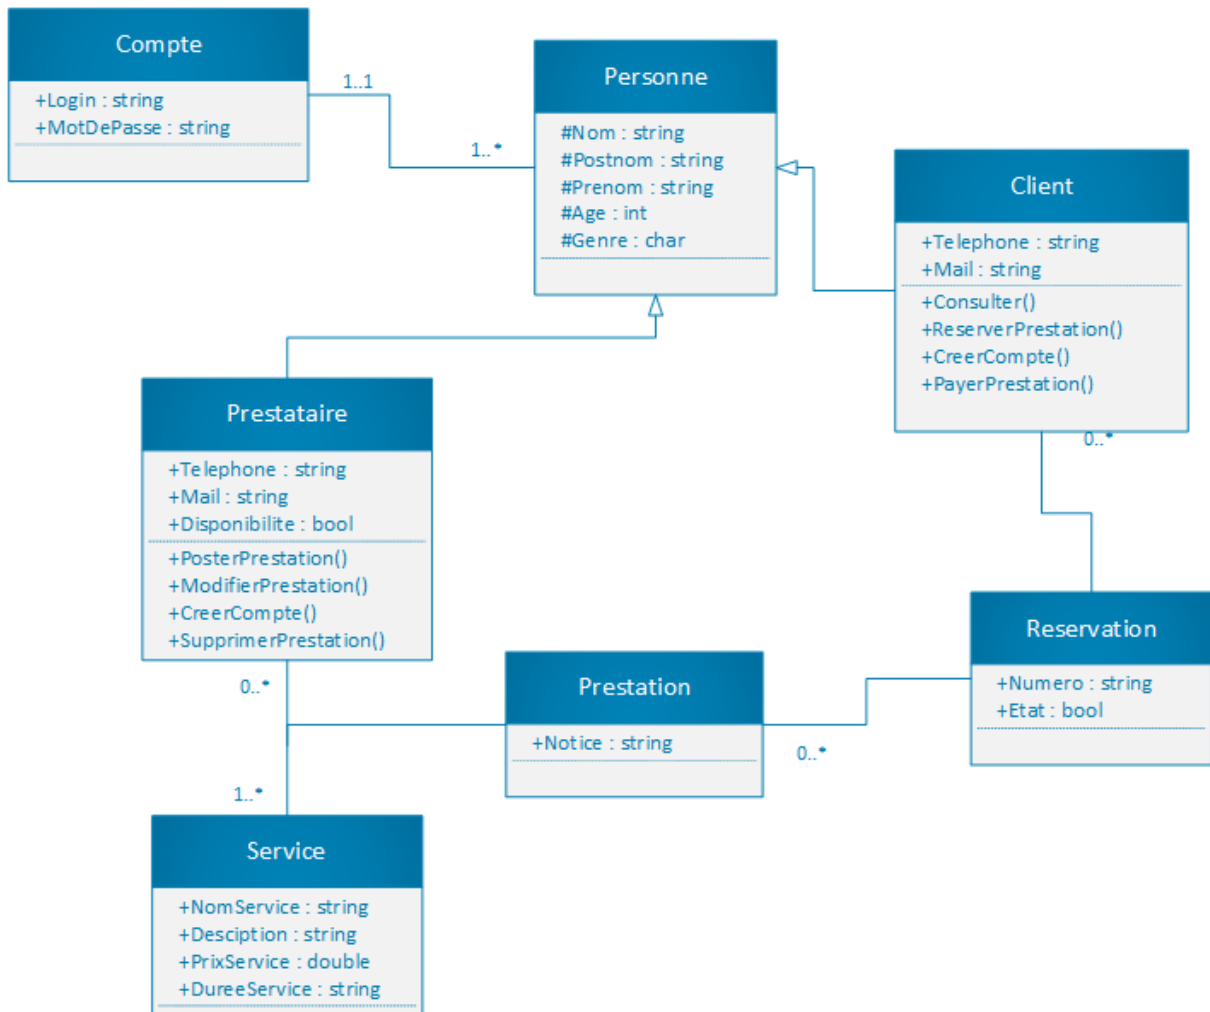 Compte
+Login : string
+MotDePasse : string
1..1
1..*
Personne
#Nom : string
#Postnom : string
#Prenom : string
#Age : int
#Genre : char
Client
+Telephone : string
+Mail : string
+Consulter()
+ReserverPrestation()
+CreerCompte()
+PayerPrestation()
0..*
Prestataire
+Telephone : string
+Mail : string
+Disponibilite : bool
+PosterPrestation()
+ModifierPrestation()
+CreerCompte()
+SupprimerPrestation()
0..*
1..*
Prestation
+Notice : string
0..*
Reservation
+Numero : string
+Etat : bool
Service
+NomService : string
+Desciption : string
+PrixService : double
+DureeService : string